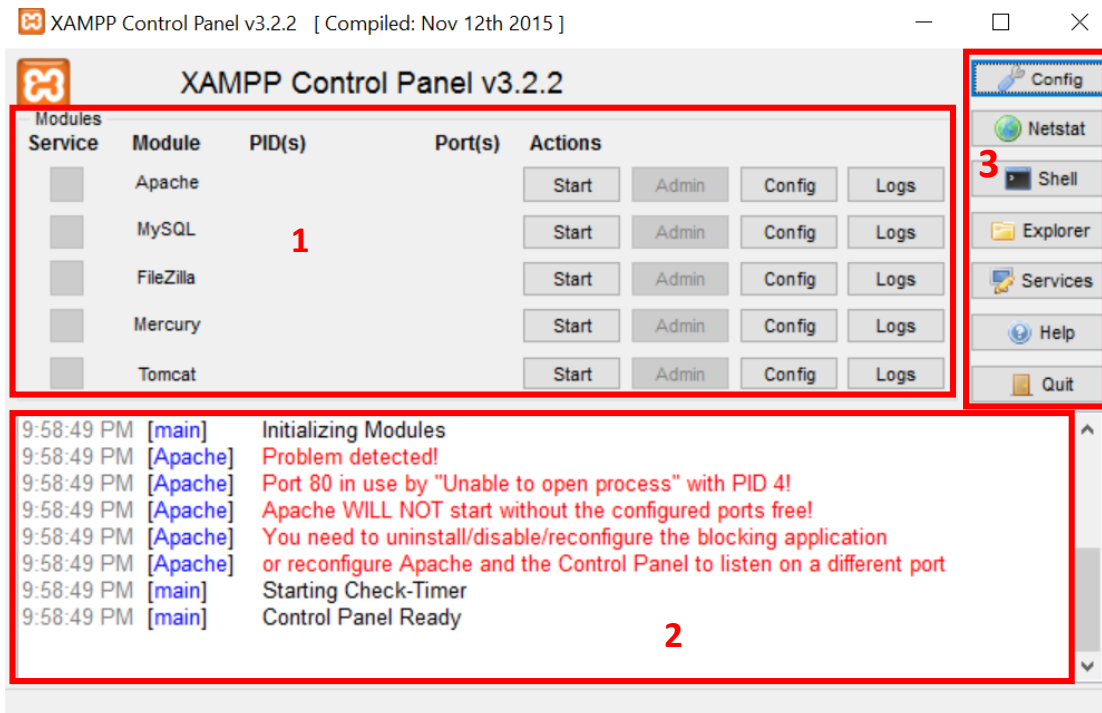 XAMPP Control Panel v3.2.2 [ Compiled: Nov 12th 2015 ]
XAMPP Control Panel v3.2.2
Modules
Service Module PID(s) Port(s) Actions
Apache Start Admin Config Logs
MySQL Start Admin Config Logs
FileZilla Start Admin Config Logs
Mercury Start Admin Config Logs
Tomcat Start Admin Config Logs
1
Config
Netstat
3
Shell
Explorer
Services
Help
Quit
9:58:49 PM [main] Initializing Modules
9:58:49 PM [Apache] Problem detected!
9:58:49 PM [Apache] Port 80 in use by "Unable to open process" with PID 4!
9:58:49 PM [Apache] Apache WILL NOT start without the configured ports free!
9:58:49 PM [Apache] You need to uninstall/disable/reconfigure the blocking application
9:58:49 PM [Apache] or reconfigure Apache and the Control Panel to listen on a different port
9:58:49 PM [main] Starting Check-Timer
9:58:49 PM [main] Control Panel Ready
2